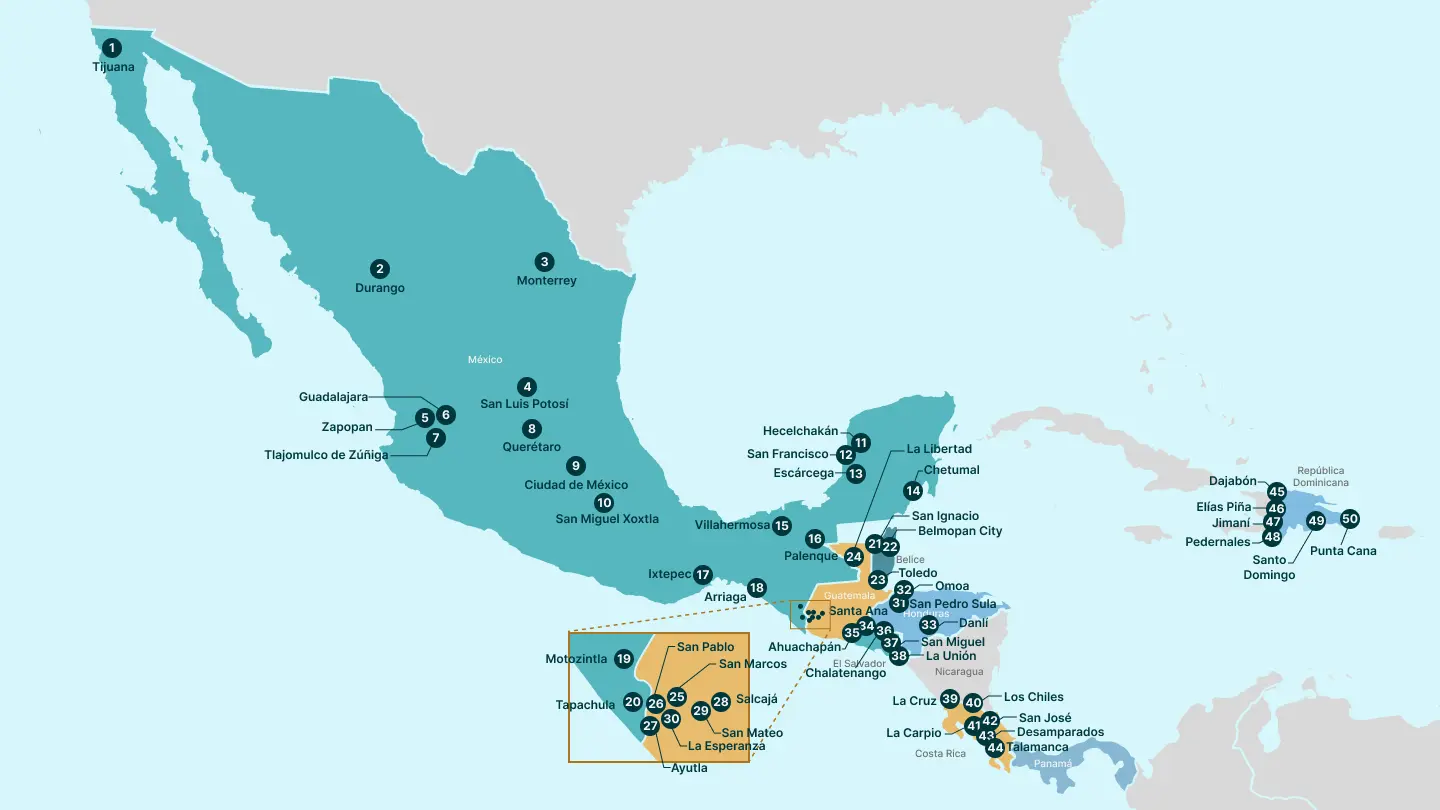 1
Tijuana
2
Durango
3
Monterrey
México
4
San Luis Potosí
Guadalajara
5
6
Zapopan
7
Tlajomulco de Zúñiga
8
Querétaro
9
Ciudad de México
10
San Miguel Xoxtla
Hecelchakán
11
San Francisco
12
Escárcega
13
La Libertad
Chetumal
14
Villahermosa
15
16
Palenque
San Ignacio
Belmopan City
21
22
24
Belice
23
Toledo
Ixtepec
17
Arriaga
18
32
Omoa
Guatemala
31
San Pedro Sula
Honduras
Santa Ana
33
Danlí
34
35
36
Ahuachapán
37
San Miguel
38
La Unión
El Salvador
Chalatenango
Nicaragua
Motozintla
19
San Pablo
San Marcos
Tapachula
20
26
25
28
Salcajá
29
30
27
San Mateo
La Esperanza
Ayutla
La Cruz
39
40
Los Chiles
La Carpio
41
42
San José
43
Desamparados
44
Talamanca
Costa Rica
Panamá
República
Dominicana
Dajabón
45
Elías Piña
46
Jimaní
47
Pedernales
48
49
50
Santo
Domingo
Punta Cana